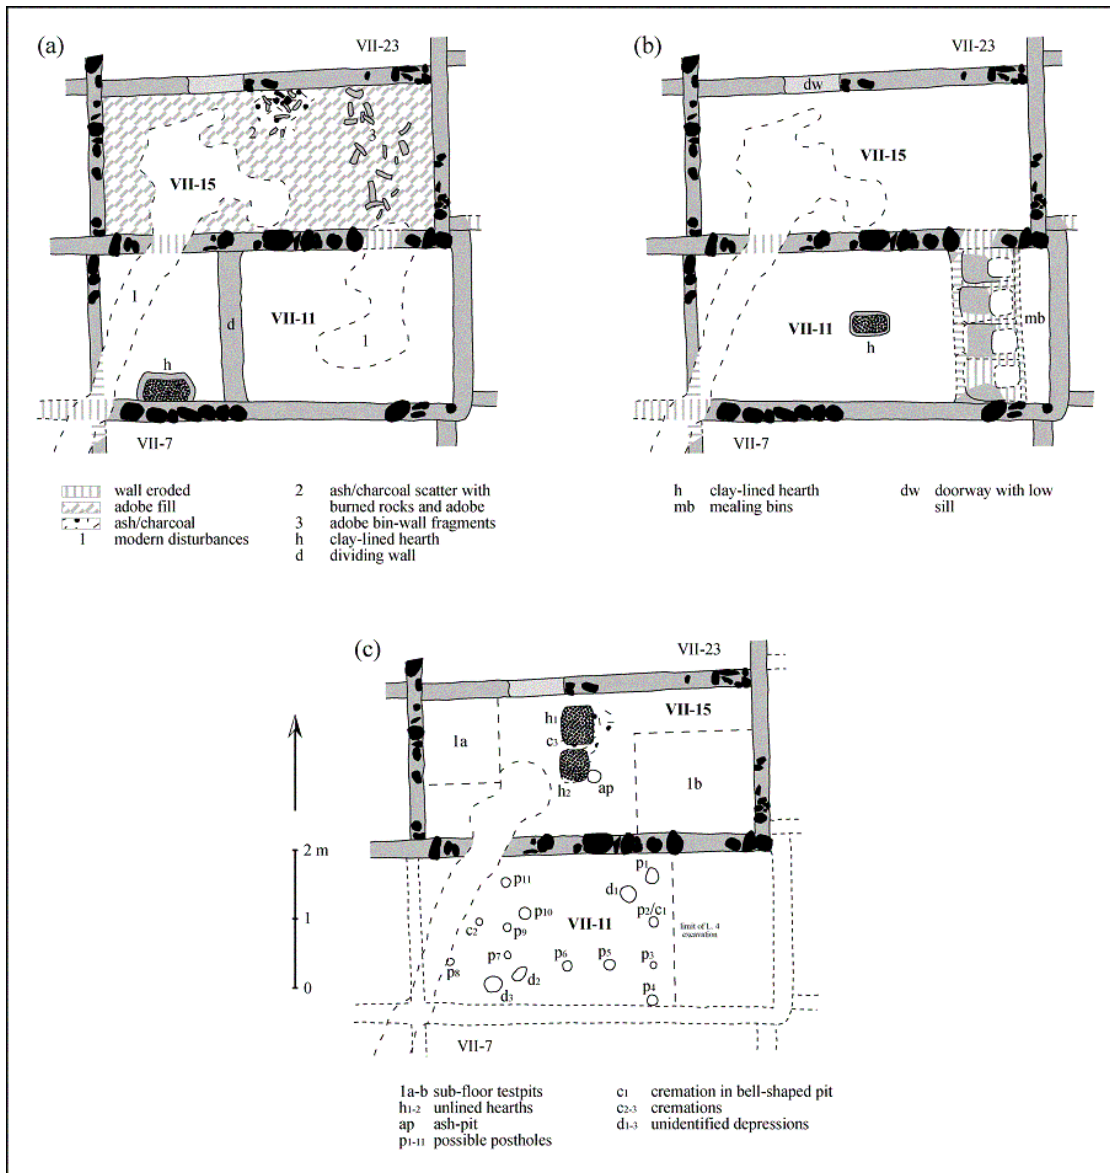 (a)
VII-23
2
3
VII-15
1
VII-11
d
1
h
VII-7
wall eroded
adobe fill
ash/charcoal
1 modern disturbances
2 ash/charcoal scatter with
burned rocks and adobe
3 adobe bin-wall fragments
h clay-lined hearth
d dividing wall
(b)
VII-23
dw
VII-15
VII-11
h
mb
VII-7
h clay-lined hearth
mb mealing bins
dw doorway with low
sill
(c)
VII-23
VII-15
h1
1a
c3
1b
h2
ap
2 m
1
0
p1
p11
d1
p10
VII-11
p2/c1
c2
p9
limit of L. 4
excavation
p7
p6
p5
p3
p8
d2
p4
d3
VII-7
1a-b sub-floor testpits
h1-2 unlined hearths
ap ash-pit
p1-11 possible postholes
c1 cremation in bell-shaped pit
c2-3 cremations
d1-3 unidentified depressions